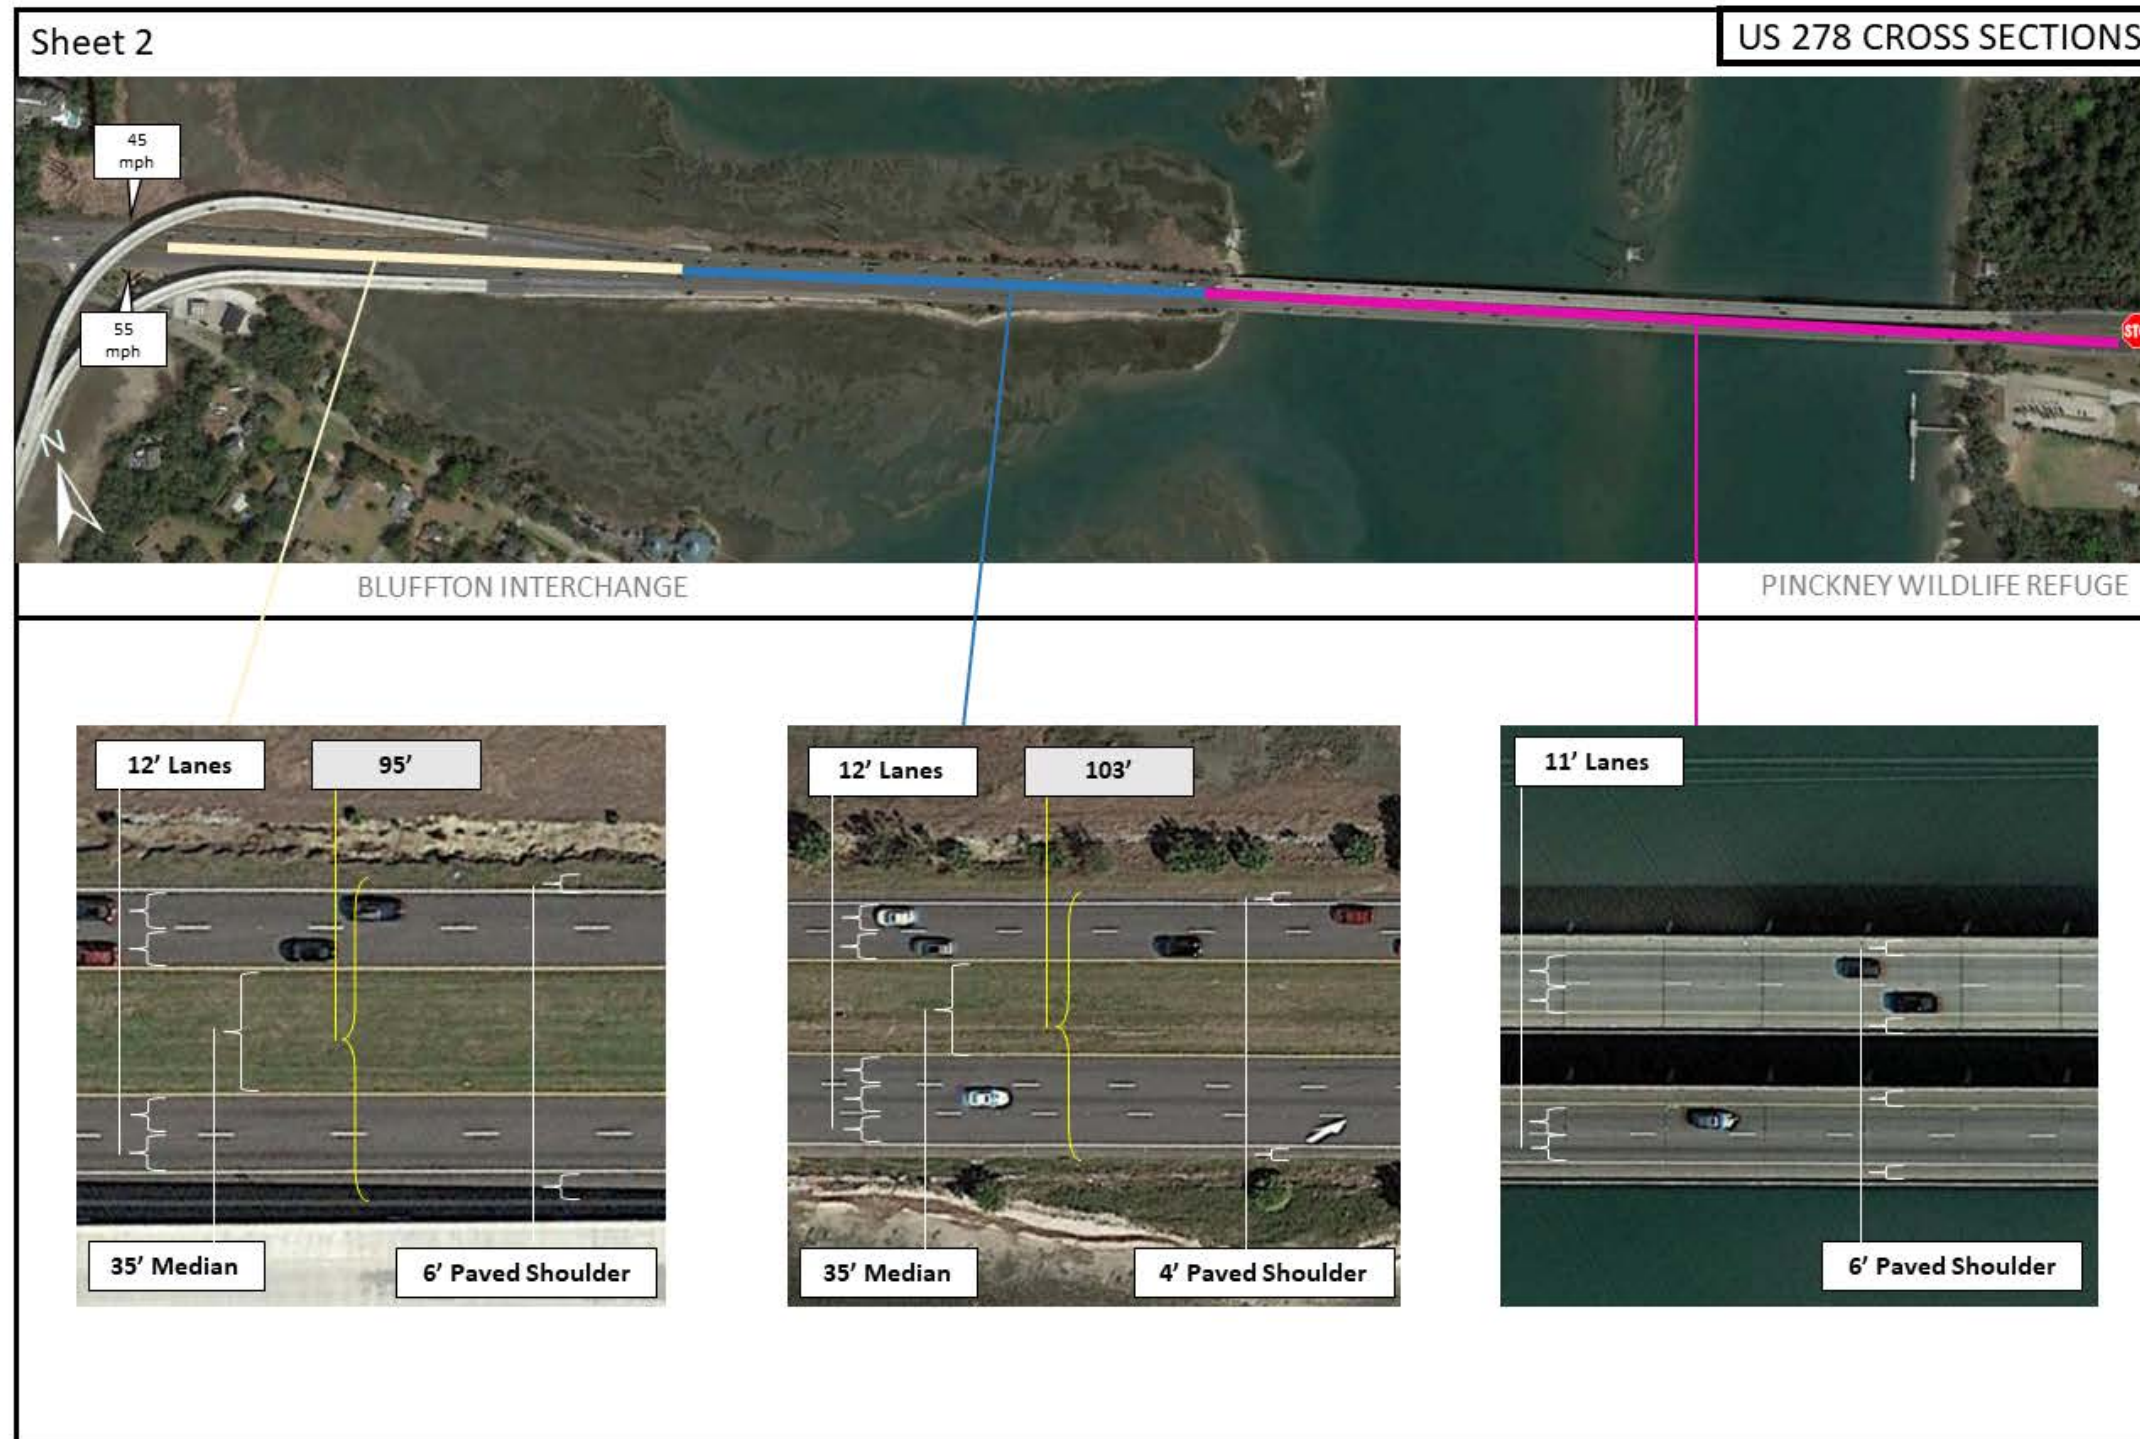 Sheet 2
US 278 CROSS SECTIONS
45
mph
55
mph
N
BLUFFTON INTERCHANGE
PINCKNEY WILDLIFE REFUGE
12’ Lanes
95’
35’ Median
6’ Paved Shoulder
12’ Lanes
103’
35’ Median
4’ Paved Shoulder
11’ Lanes
6’ Paved Shoulder